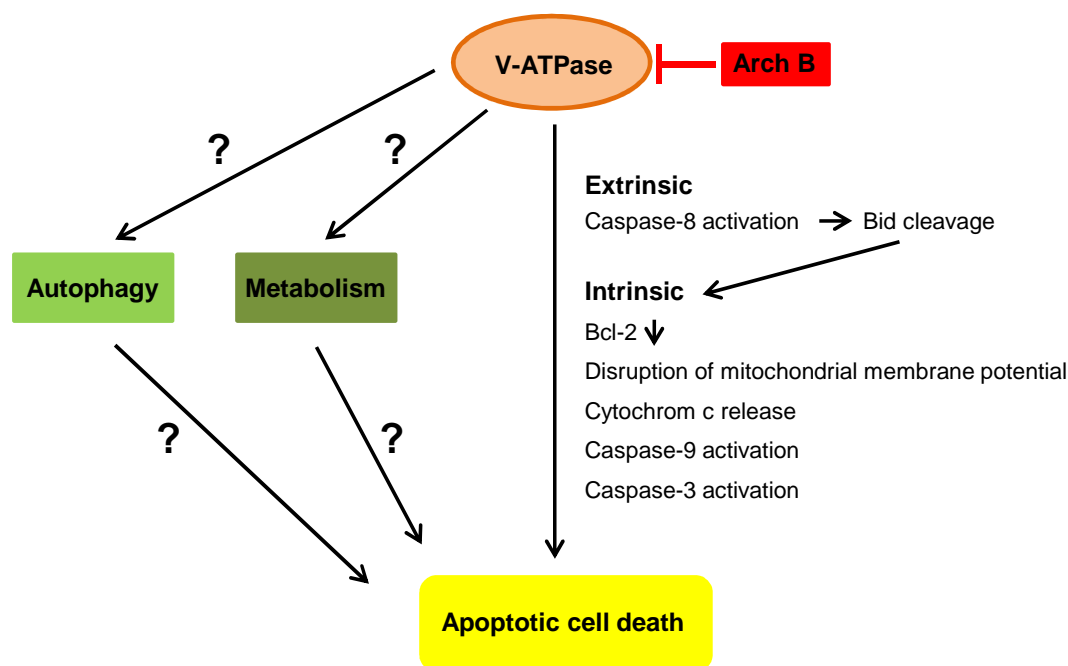 V-ATPase
Arch B
?
?
Extrinsic
Caspase-8 activation → Bid cleavage
Autophagy
Metabolism
Intrinsic
Bcl-2 ↓
Disruption of mitochondrial membrane potential
Cytochrom c release
?
?
Caspase-9 activation
Caspase-3 activation
Apoptotic cell death